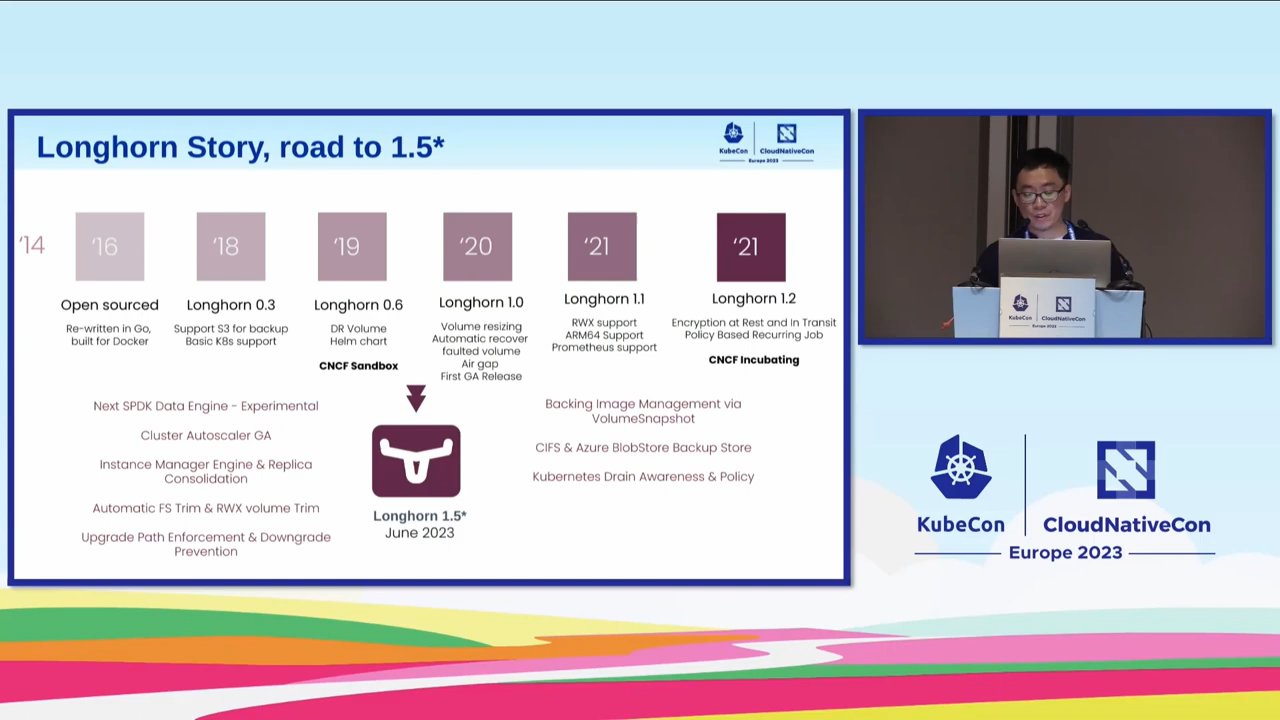 Longhorn Story, road to 1.5*
KubeCon
CloudNativeCon
Europe 2023
‘14
‘16
‘18
‘19
‘20
‘21
‘21
Open sourced
Re-written in Go,
built for Docker
Longhorn 0.3
Support S3 for backup
Basic K8s support
Longhorn 0.6
DR Volume
Helm chart
CNCF Sandbox
Longhorn 1.0
Volume resizing
Automatic recover
faulted volume
Air gap
First GA Release
Longhorn 1.1
RWX support
ARM64 Support
Prometheus support
Longhorn 1.2
Encryption at Rest and In Transit
Policy Based Recurring Job
CNCF Incubating
Next SPDK Data Engine - Experimental
Cluster Autoscaler GA
Instance Manager Engine & Replica
Consolidation
Automatic FS Trim & RWX volume Trim
Upgrade Path Enforcement & Downgrade
Prevention
Longhorn 1.5*
June 2023
Backing Image Management via
VolumeSnapshot
CIFS & Azure BlobStore Backup Store
Kubernetes Drain Awareness & Policy
KubeCon
CloudNativeCon
Europe 2023
KubeCon
CloudNativeCon
Europe 2023